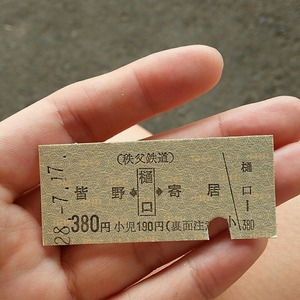 (秩父鉄道)
皆野⬌樋口⬌寄居
380円 小児190円(裏面注
28.-7.17.
樋口
380